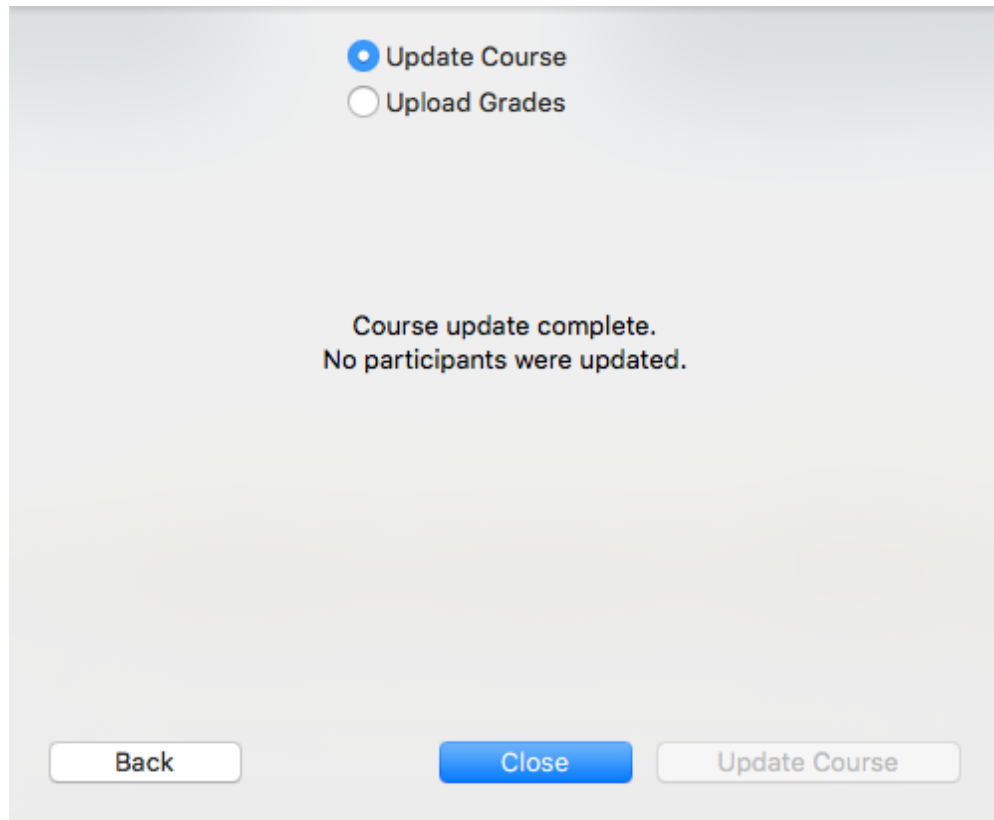 Update Course
Upload Grades
Course update complete.
No participants were updated.
Back
Close
Update Course